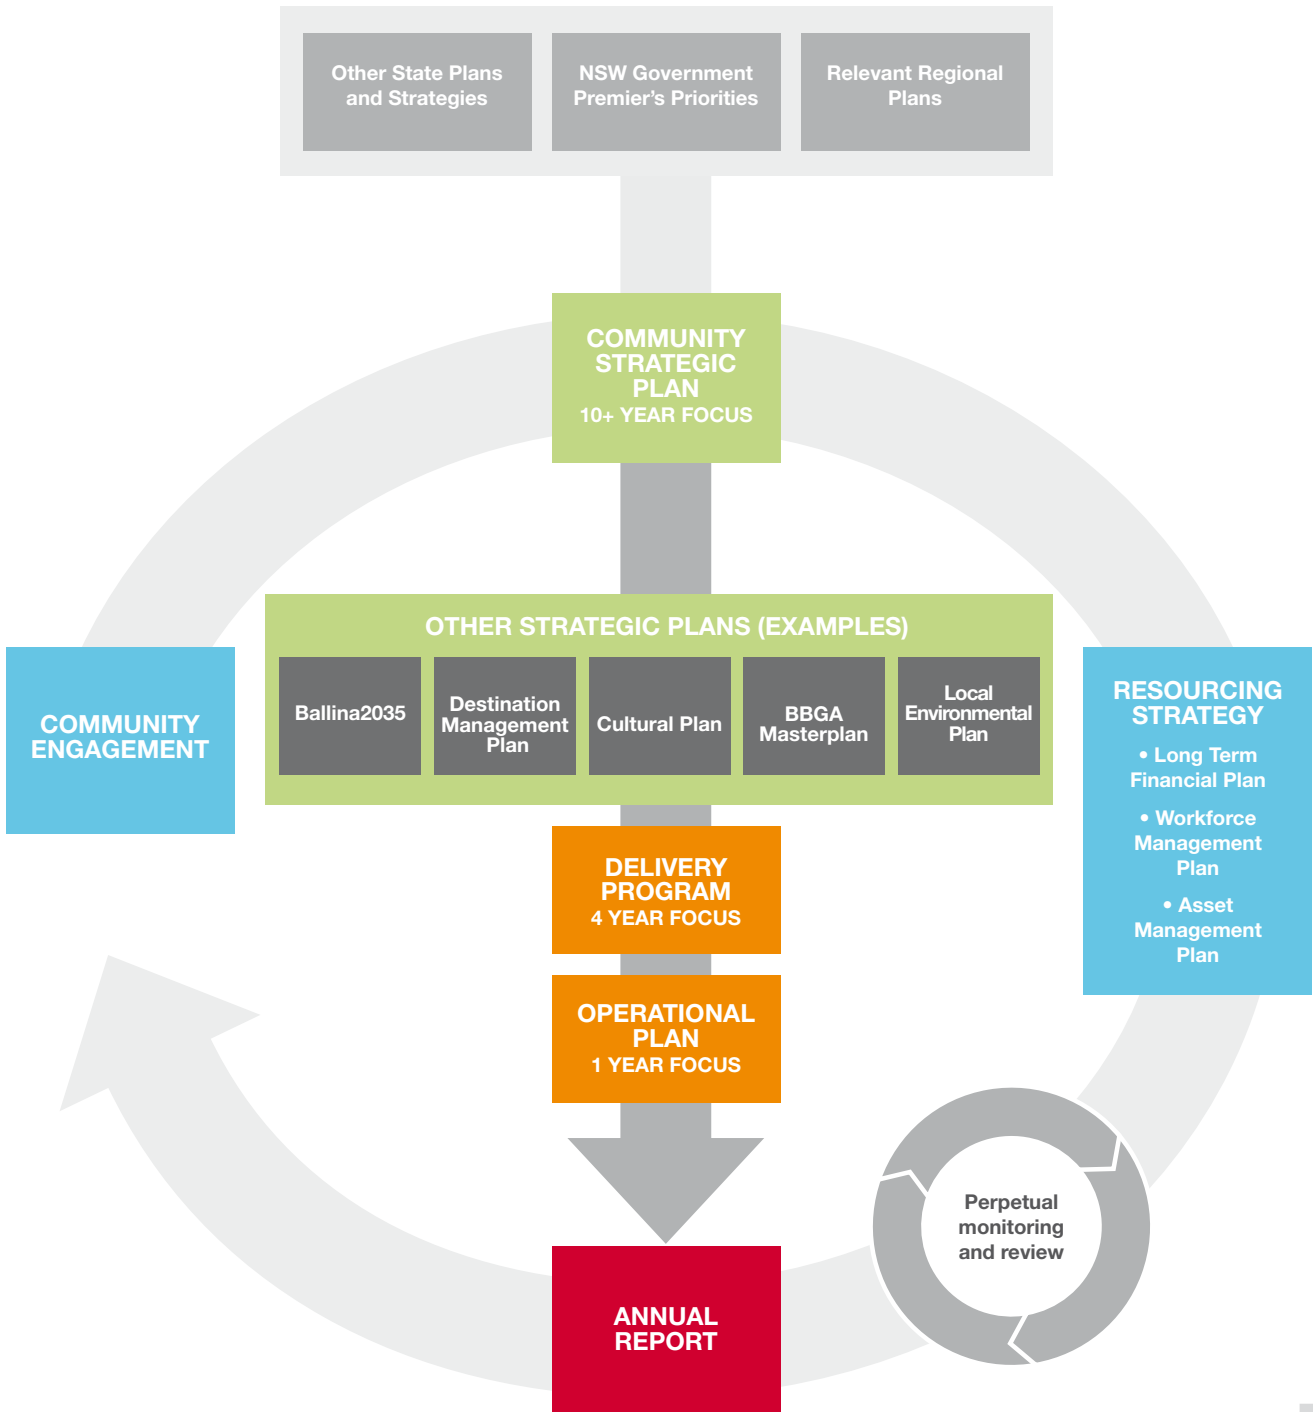 Other State Plans
and Strategies
NSW Government
Premier's Priorities
Relevant Regional
Plans
COMMUNITY
STRATEGIC
PLAN
10+ YEAR FOCUS
OTHER STRATEGIC PLANS (EXAMPLES)
Ballina2035
Destination
Management
Plan
Cultural Plan
BBGA
Masterplan
Local
Environmental
Plan
COMMUNITY
ENGAGEMENT
RESOURCING
STRATEGY
• Long Term
Financial Plan
• Workforce
Management
Plan
• Asset
Management
Plan
DELIVERY
PROGRAM
4 YEAR FOCUS
OPERATIONAL
PLAN
1 YEAR FOCUS
Perpetual
monitoring
and review
ANNUAL
REPORT